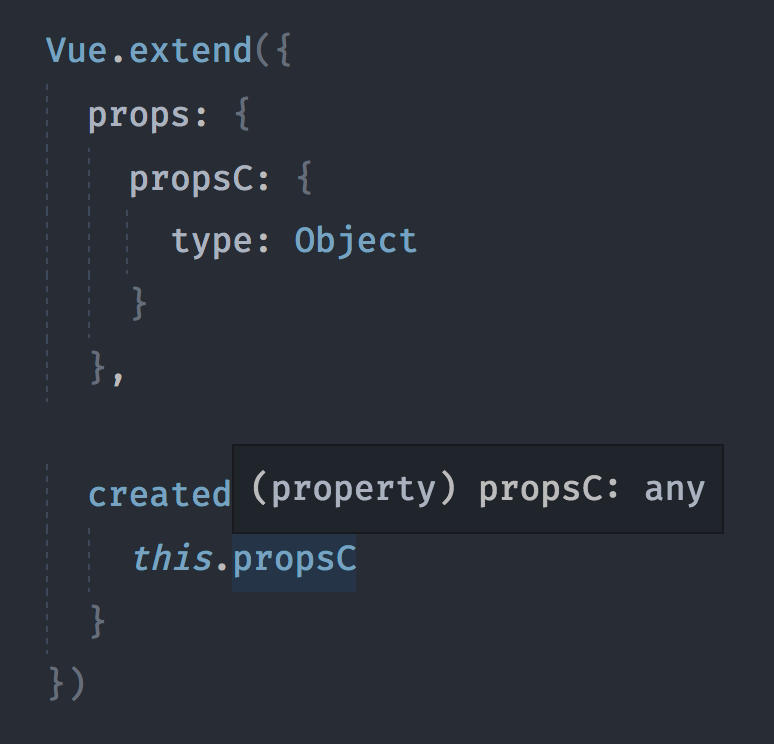 Vue.extend({
props: {
propsC: {
type: Object
}
},
created
(property) propsC: any
this.propsC
}
})